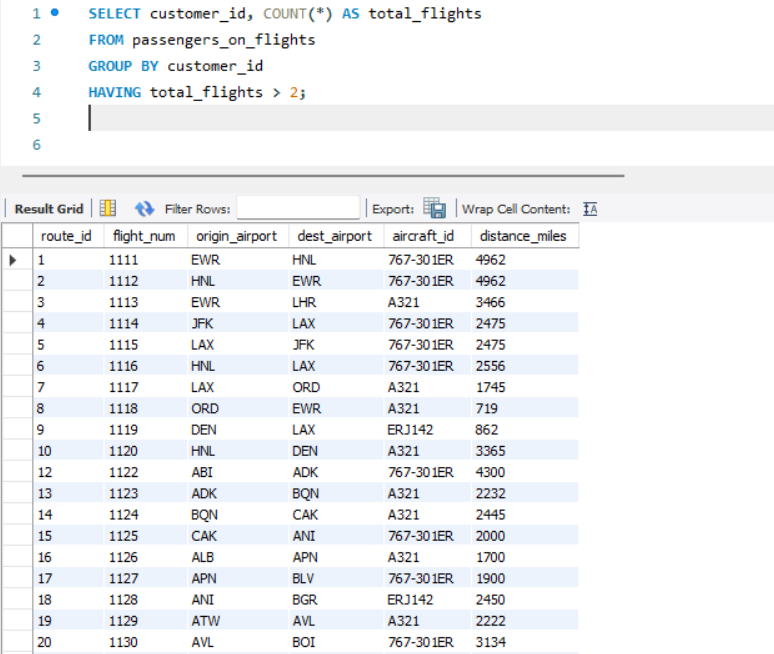 1 SELECT customer_id, COUNT(*) AS total_flights
2 FROM passengers_on_flights
3 GROUP BY customer_id
4 HAVING total_flights > 2;
5
6
Result Grid Filter Rows: Export: Wrap Cell Content: IA
route_id flight_num origin_airport dest_airport aircraft_id distance_miles
1 1111 EWR HNL 767-301ER 4962
2 1112 HNL EWR 767-301ER 4962
3 1113 EWR LHR A321 3466
4 1114 JFK LAX 767-301ER 2475
5 1115 LAX JFK 767-301ER 2475
6 1116 HNL LAX 767-301ER 2556
7 1117 LAX ORD A321 1745
8 1118 ORD EWR A321 719
9 1119 DEN LAX ERJ142 862
10 1120 HNL DEN A321 3365
12 1122 ABI ADK 767-301ER 4300
13 1123 ADK BQN A321 2232
14 1124 BQN CAK A321 2445
15 1125 CAK ANI 767-301ER 2000
16 1126 ALB APN A321 1700
17 1127 APN BLV 767-301ER 1900
18 1128 ANI BGR ERJ142 2450
19 1129 ATW AVL A321 2222
20 1130 AVL BOI 767-301ER 3134